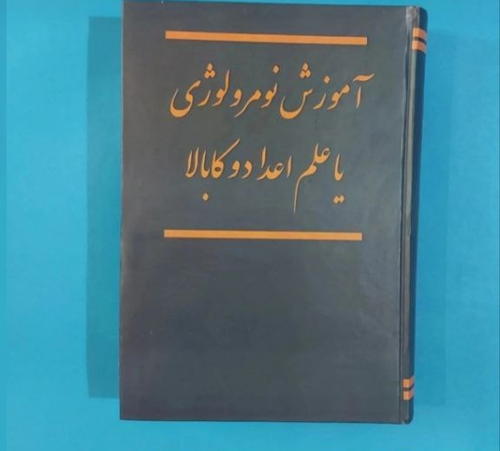 آموزش نومرولوژی
یا علم اعداد و کابالا